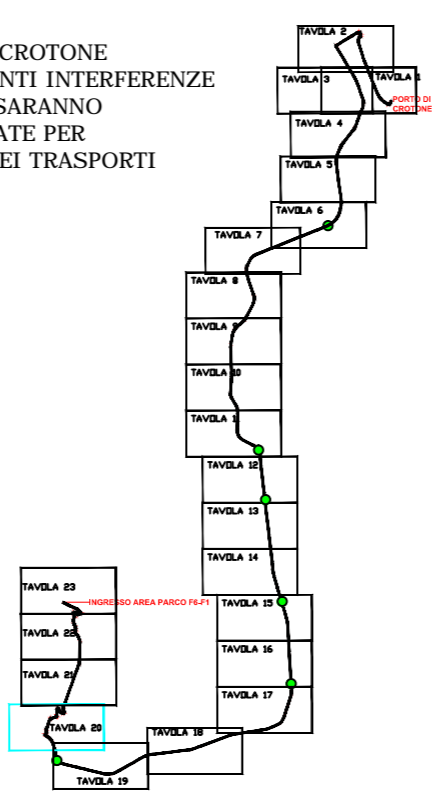 CROTONE
NTI INTERFERENZE
SARANNO
ATE PER
EI TRASPORTI
TAVOLA 2
TAVOLA 3
TAVOLA 1
PORTO DI
CROTONE
TAVOLA 4
TAVOLA 5
TAVOLA 6
TAVOLA 7
TAVOLA 8
TAVOLA 9
TAVOLA 10
TAVOLA 1
TAVOLA 12
TAVOLA 13
TAVOLA 14
TAVOLA 23
INGRESSO AREA PARCO F6-F1
TAVOLA 15
TAVOLA 22
TAVOLA 16
TAVOLA 21
TAVOLA 17
TAVOLA 20
TAVOLA 18
TAVOLA 19